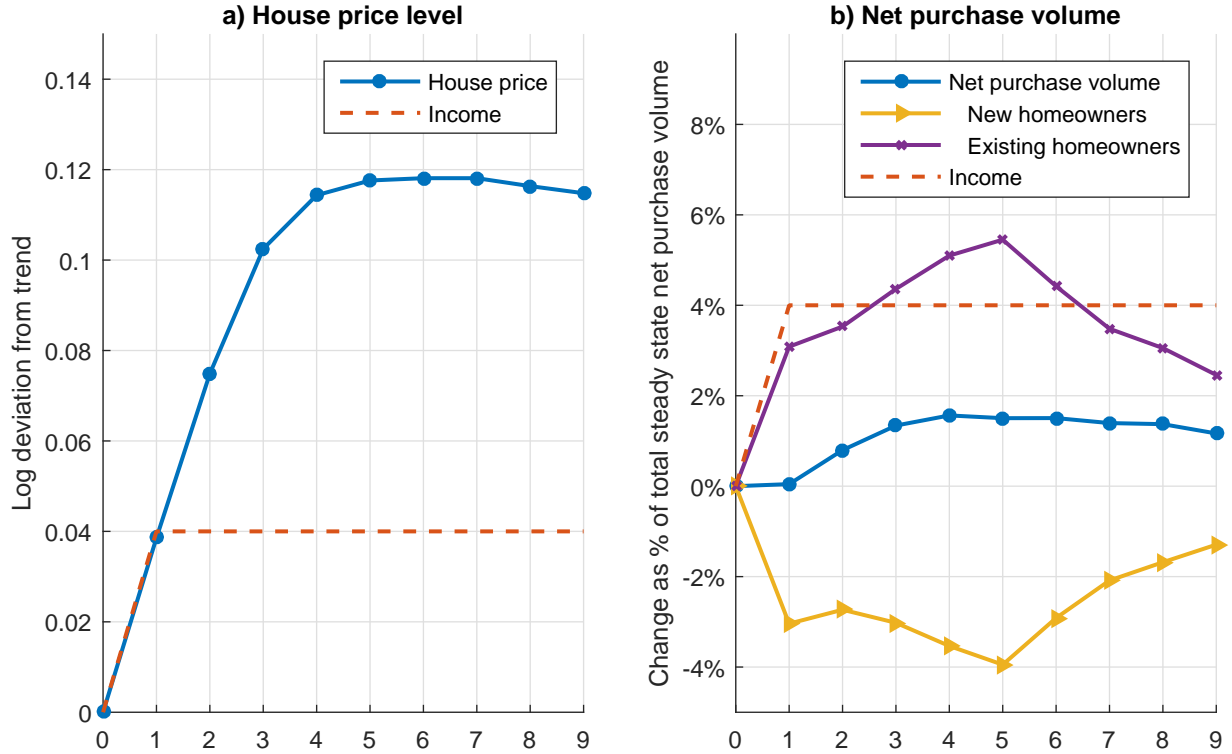 a) House price level
Log deviation from trend
0.14
0.12
0.1
0.08
0.06
0.04
0.02
0
0 1 2 3 4 5 6 7 8 9
House price
Income
b) Net purchase volume
Change as % of total steady state net purchase volume
8%
6%
4%
2%
0%
-2%
-4%
0 1 2 3 4 5 6 7 8 9
Net purchase volume
New homeowners
Existing homeowners
Income